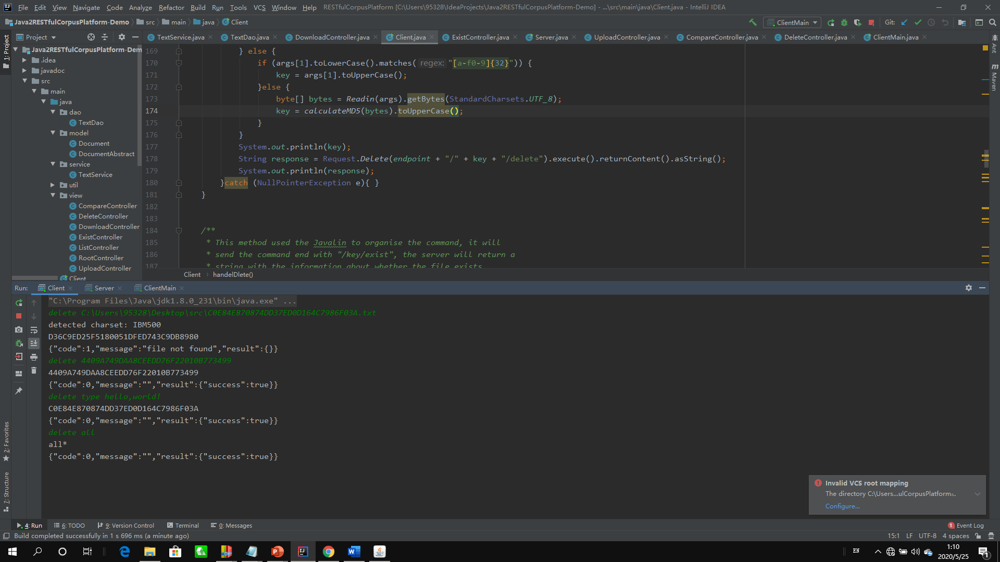 File Edit View Navigate Code Analyze Refactor Build Run Tools VCS Window Help RESTfulCorpusPlatform [C:\Users\95328\IdeaProjects\Java2RESTfulCorpusPlatform-Demo] - ...\src\main\java\Client.java - IntelliJ IDEA
Java2RESTfulCorpusPlatform-Demo src main java Client ClientMain Git:
Project TextService.java TextDao.java DownloadController.java Client.java ExistController.java Server.java UploadController.java CompareController.java DeleteController.java ClientMain.java
1: Project
Ant
Maven
Java2RESTfulCorpusPlatform-Dem
.idea
javadoc
src
main
java
dao
TextDao
model
Document
DocumentAbstract
service
TextService
util
view
CompareController
DeleteController
DownloadController
ExistController
ListController
RootController
UploadController
Client
169 } else {
170 if (args[1].toLowerCase().matches( regex: "[a-f0-9]{32}")) {
171 key = args[1].toUpperCase();
172 }else {
173 byte[] bytes = Readin(args).getBytes(StandardCharsets.UTF_8);
174 key = calculateMD5(bytes).toUpperCase();
175 }
176 }
177 System.out.println(key);
178 String response = Request.Delete(endpoint + "/" + key + "/delete").execute().returnContent().asString();
179 System.out.println(response);
180 }catch (NullPointerException e){ }
181 }
182
183
184 /**
185 * This method used the Javalin to organise the command, it will
186 * send the command end with "/key/exist", the server will return a
187 * string with the information about whether the file exists
Client handelDlete()
Run: Client Server ClientMain
"C:\Program Files\Java\jdk1.8.0_231\bin\java.exe" ...
delete C:\Users\95328\Desktop\src\C0E84E870874DD37ED0D164C7986F03A.txt
detected charset: IBM500
D36C9ED25F5180051DFED743C9DB8980
{"code":1,"message":"file not found","result":{}}
delete 4409A749DAA8CEEDD76F22010B773499
4409A749DAA8CEEDD76F22010B773499
{"code":0,"message":"","result":{"success":true}}
delete type hello,world!
C0E84E870874DD37ED0D164C7986F03A
{"code":0,"message":"","result":{"success":true}}
delete all
all*
{"code":0,"message":"","result":{"success":true}}
2: Favorites
7: Structure
Invalid VCS root mapping
The directory C:\Users...ulCorpusPlatform-...
Configure...
4: Run 6: TODO 9: Version Control Terminal 0: Messages 1 Event Log
Build completed successfully in 1 s 696 ms (a minute ago) 15:1 LF UTF-8 4 spaces
EN 1:10
2020/5/25 1